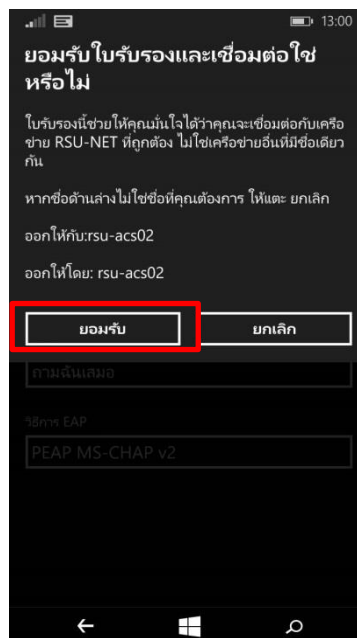 13:00
ยอมรับใบรับรองและเชื่อมต่อใช่
หรือไม่
ใบรับรองนี้ช่วยให้คุณมั่นใจได้ว่าคุณจะเชื่อมต่อกับเครือ
ข่าย RSU-NET ที่ถูกต้อง ไม่ใช่เครือข่ายอื่นที่มีชื่อเดียว
กัน
หากชื่อด้านล่างไม่ใช่ชื่อที่คุณต้องการ ให้แตะ ยกเลิก
ออกให้กับ:rsu-acs02
ออกให้โดย: rsu-acs02
ยอมรับ ยกเลิก
ถามฉันเสมอ
วิธีการ EAP
PEAP MS-CHAP v2